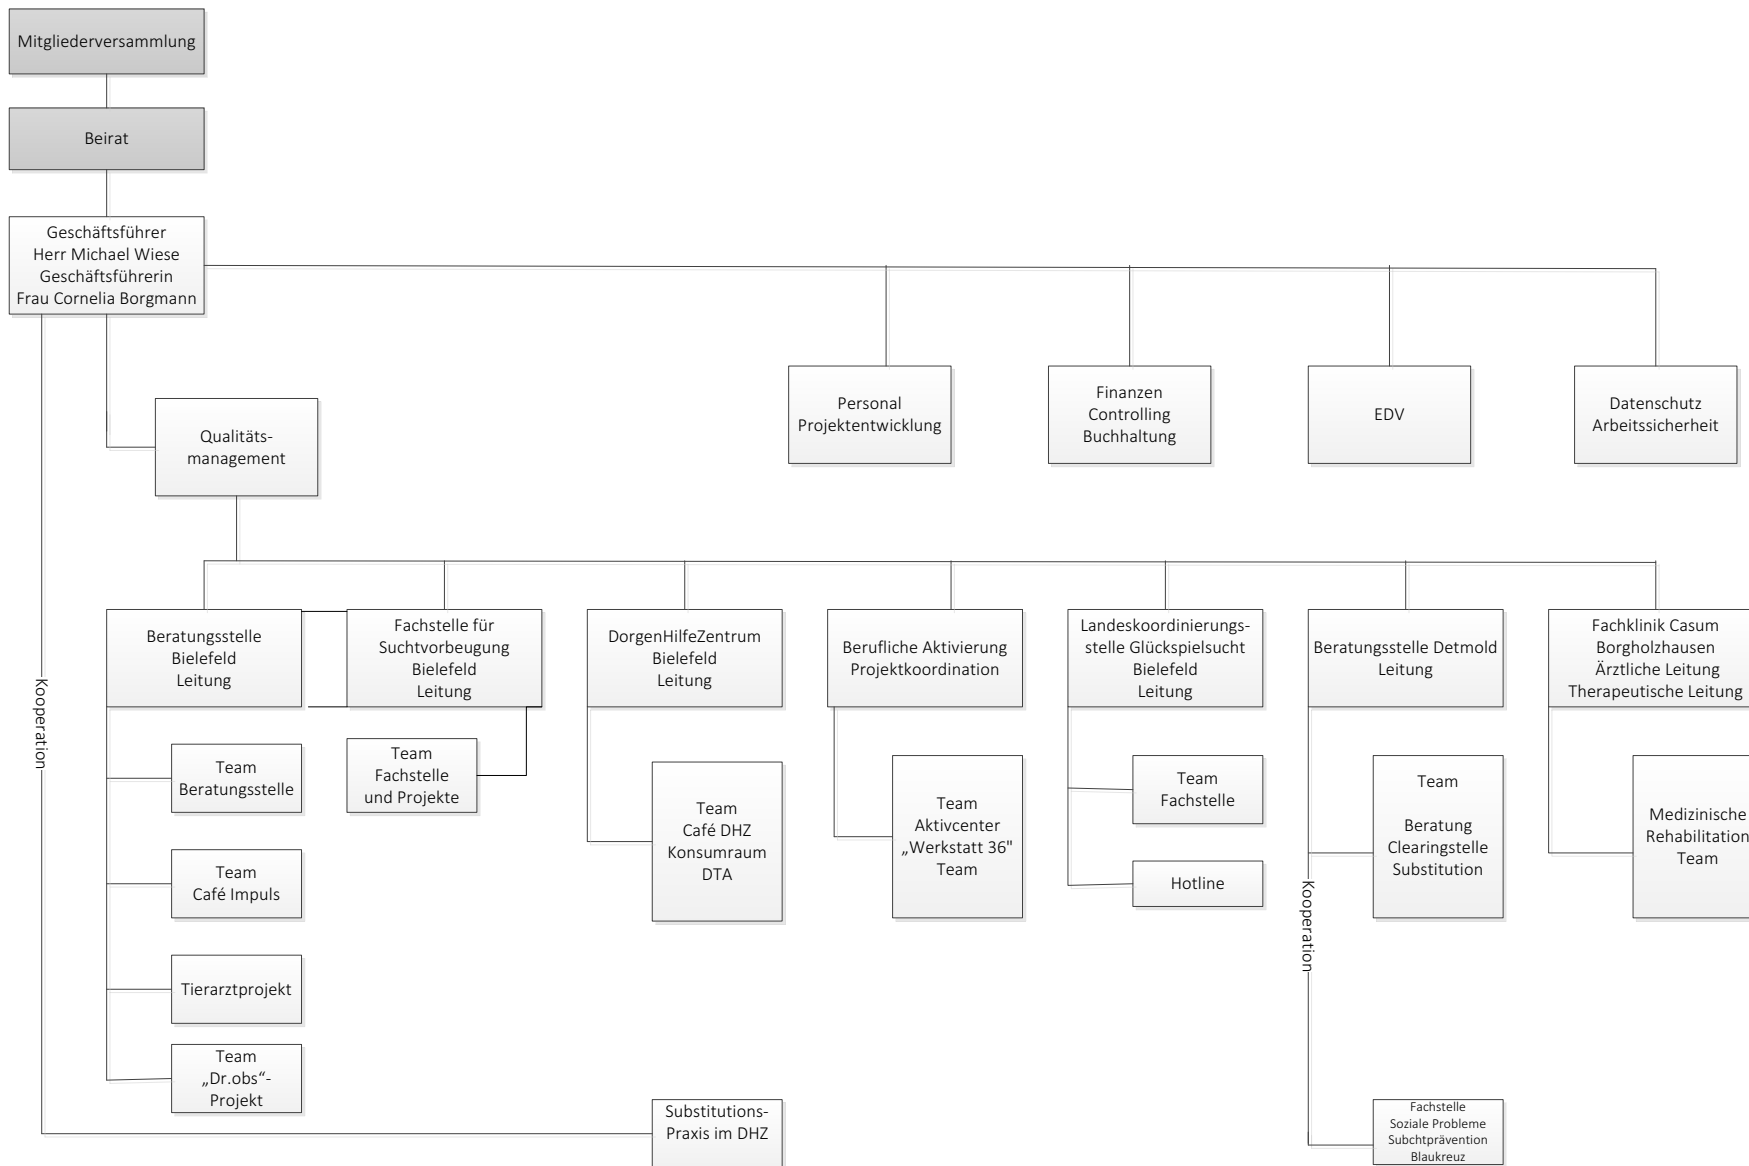 Mitgliederversammlung
Beirat
Geschäftsführer
Herr Michael Wiese
Geschäftsführerin
Frau Cornelia Borgmann
Personal
Projektentwicklung
Finanzen
Controlling
Buchhaltung
EDV
Datenschutz
Arbeitssicherheit
Qualitäts-
management
Beratungsstelle
Bielefeld
Leitung
Fachstelle für
Suchtvorbeugung
Bielefeld
Leitung
DorgenHilfeZentrum
Bielefeld
Leitung
Berufliche Aktivierung
Projektkoordination
Landeskoordinierungs-
stelle Glückspielsucht
Bielefeld
Leitung
Beratungsstelle Detmold
Leitung
Fachklinik Casum
Borgholzhausen
Ärztliche Leitung
Therapeutische Leitung
Kooperation
Team
Beratungsstelle
Team
Café Impuls
Tierarztprojekt
Team
„Dr.obs“-
Projekt
Team
Fachstelle
und Projekte
Team
Café DHZ
Konsumraum
DTA
Team
Aktivcenter
„Werkstatt 36"
Team
Team
Fachstelle
Hotline
Team
Beratung
Clearingstelle
Substitution
Medizinische
Rehabilitation
Team
Kooperation
Substitutions-
Praxis im DHZ
Fachstelle
Soziale Probleme
Subchtprävention
Blaukreuz